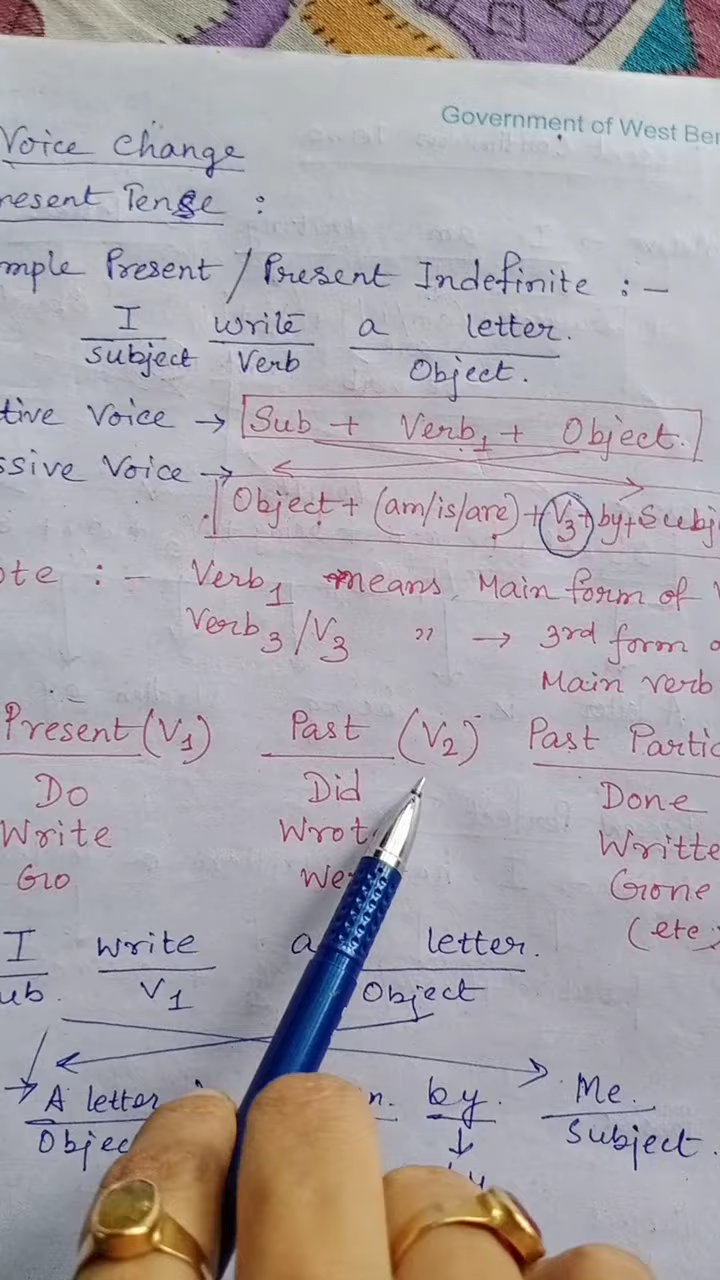 Government of West Ber
Voice Change
resent Tense :
mple Present / Present Indefinite : -
I write a letter.
Subject Verb Object.
tive Voice → Sub + Verb1 + Object.
ssive Voice →
Object + (am/is/are) + V3 + by + Subj
ote : - Verb1 means Main form of V
Verb3/V3 " → 3rd form o
Main verb
Present (V1) Past (V2) Past Partic
Do Did Done
Write Wrot Writte
Go We Gone
(etc)
I write a letter.
ub. V1 Object
→ A letter n. by. Me.
Objec Subject.